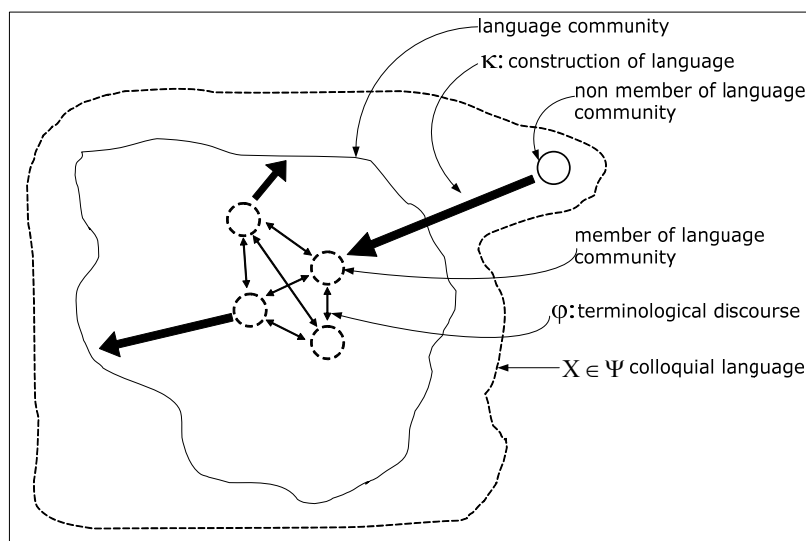 language community
κ: construction of language
non member of language
community
member of language
community
φ: terminological discourse
X ∈ Ψ colloquial language